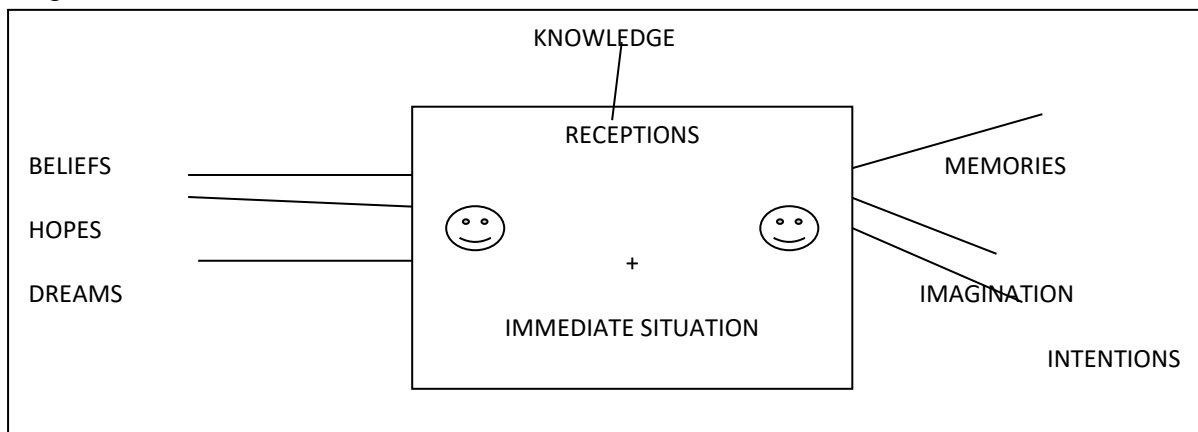 KNOWLEDGE
RECEPTIONS
BELIEFS
MEMORIES
HOPES
+
DREAMS
IMAGINATION
IMMEDIATE SITUATION
INTENTIONS